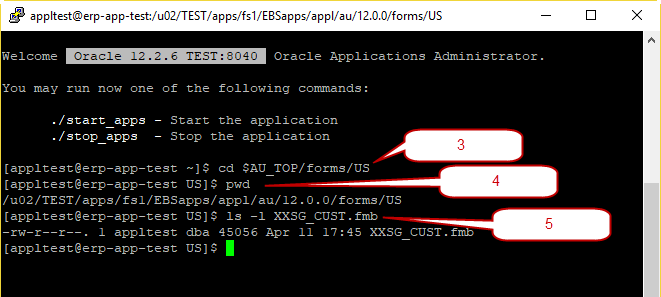 appltest@erp-app-test:/u02/TEST/apps/fs1/EBSapps/appl/au/12.0.0/forms/US
Welcome  Oracle 12.2.6 TEST:8040  Oracle Applications Administrator.
You may run now one of the following commands:
./start_apps - Start the application
./stop_apps  - Stop the application
3
[appltest@erp-app-test ~]$ cd $AU_TOP/forms/US
[appltest@erp-app-test US]$ pwd
4
/u02/TEST/apps/fs1/EBSapps/appl/au/12.0.0/forms/US
[appltest@erp-app-test US]$ ls -l XXSG_CUST.fmb
5
-rw-r--r--. 1 appltest dba 45056 Apr 11 17:45 XXSG_CUST.fmb
[appltest@erp-app-test US]$